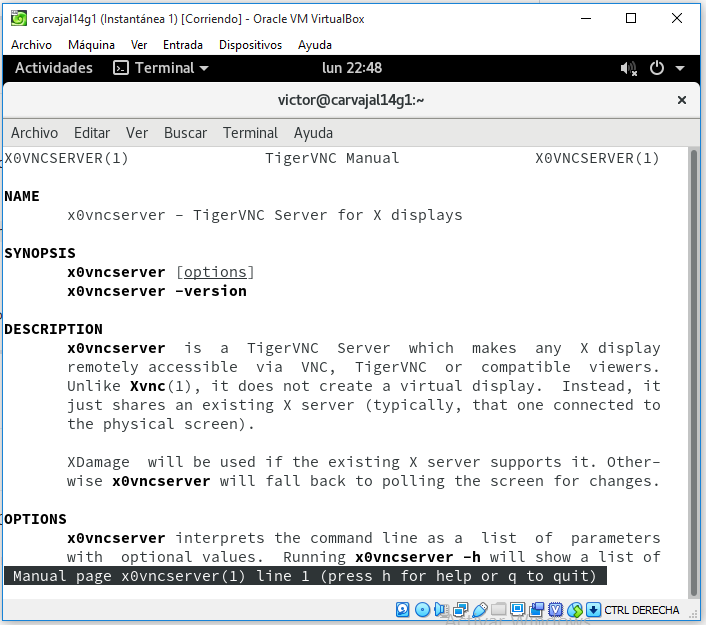 carvajal14g1 (Instantánea 1) [Corriendo] - Oracle VM VirtualBox
Archivo Máquina Ver Entrada Dispositivos Ayuda
Actividades Terminal lun 22:48
victor@carvajal14g1:~
Archivo Editar Ver Buscar Terminal Ayuda
X0VNCSERVER(1) TigerVNC Manual X0VNCSERVER(1)
NAME
x0vncserver - TigerVNC Server for X displays
SYNOPSIS
x0vncserver [options]
x0vncserver -version
DESCRIPTION
x0vncserver is a TigerVNC Server which makes any X display
remotely accessible via VNC, TigerVNC or compatible viewers.
Unlike Xvnc(1), it does not create a virtual display. Instead, it
just shares an existing X server (typically, that one connected to
the physical screen).
XDamage will be used if the existing X server supports it. Other-
wise x0vncserver will fall back to polling the screen for changes.
OPTIONS
x0vncserver interprets the command line as a list of parameters
with optional values. Running x0vncserver -h will show a list of
Manual page x0vncserver(1) line 1 (press h for help or q to quit)
CTRL DERECHA
Activar Windows